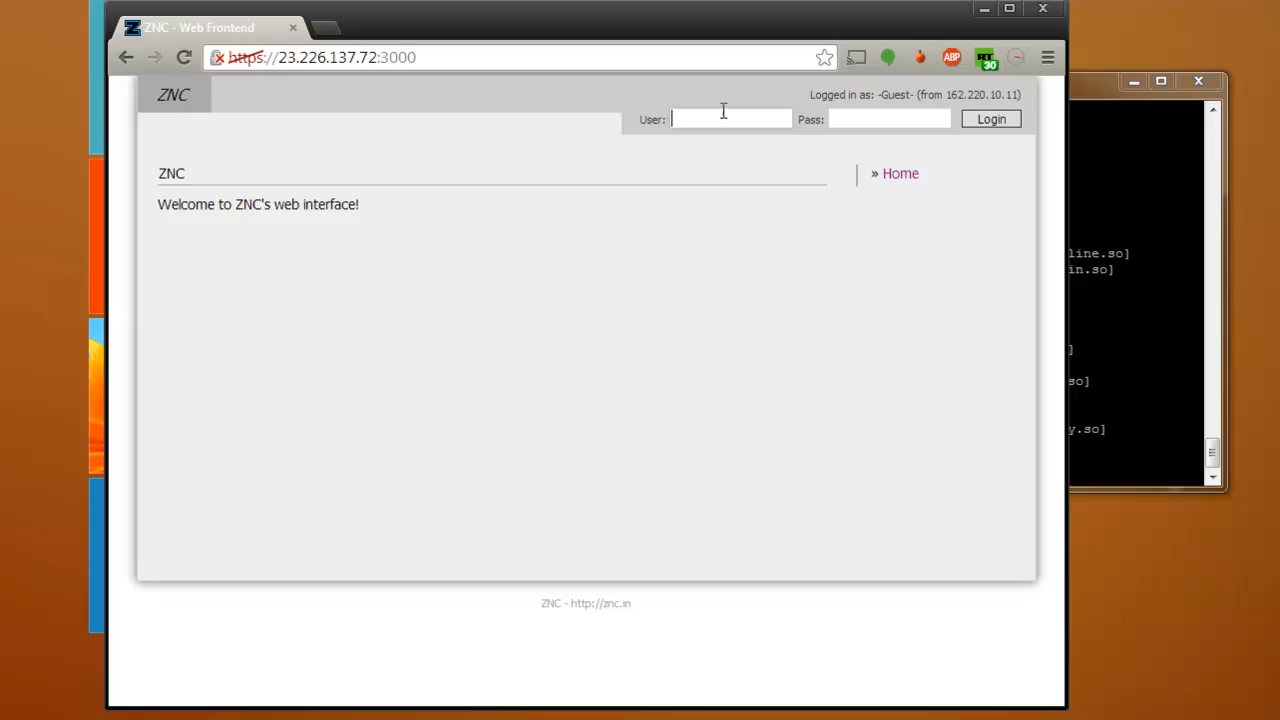 ZNC - Web Frontend
https://23.226.137.72:3000
ABP
30
ZNC
Logged in as: -Guest- (from 162.220.10.11)
User:
Pass:
Login
ZNC
» Home
Welcome to ZNC's web interface!
line.so]
in.so]
]
so]
y.so]
ZNC - http://znc.in